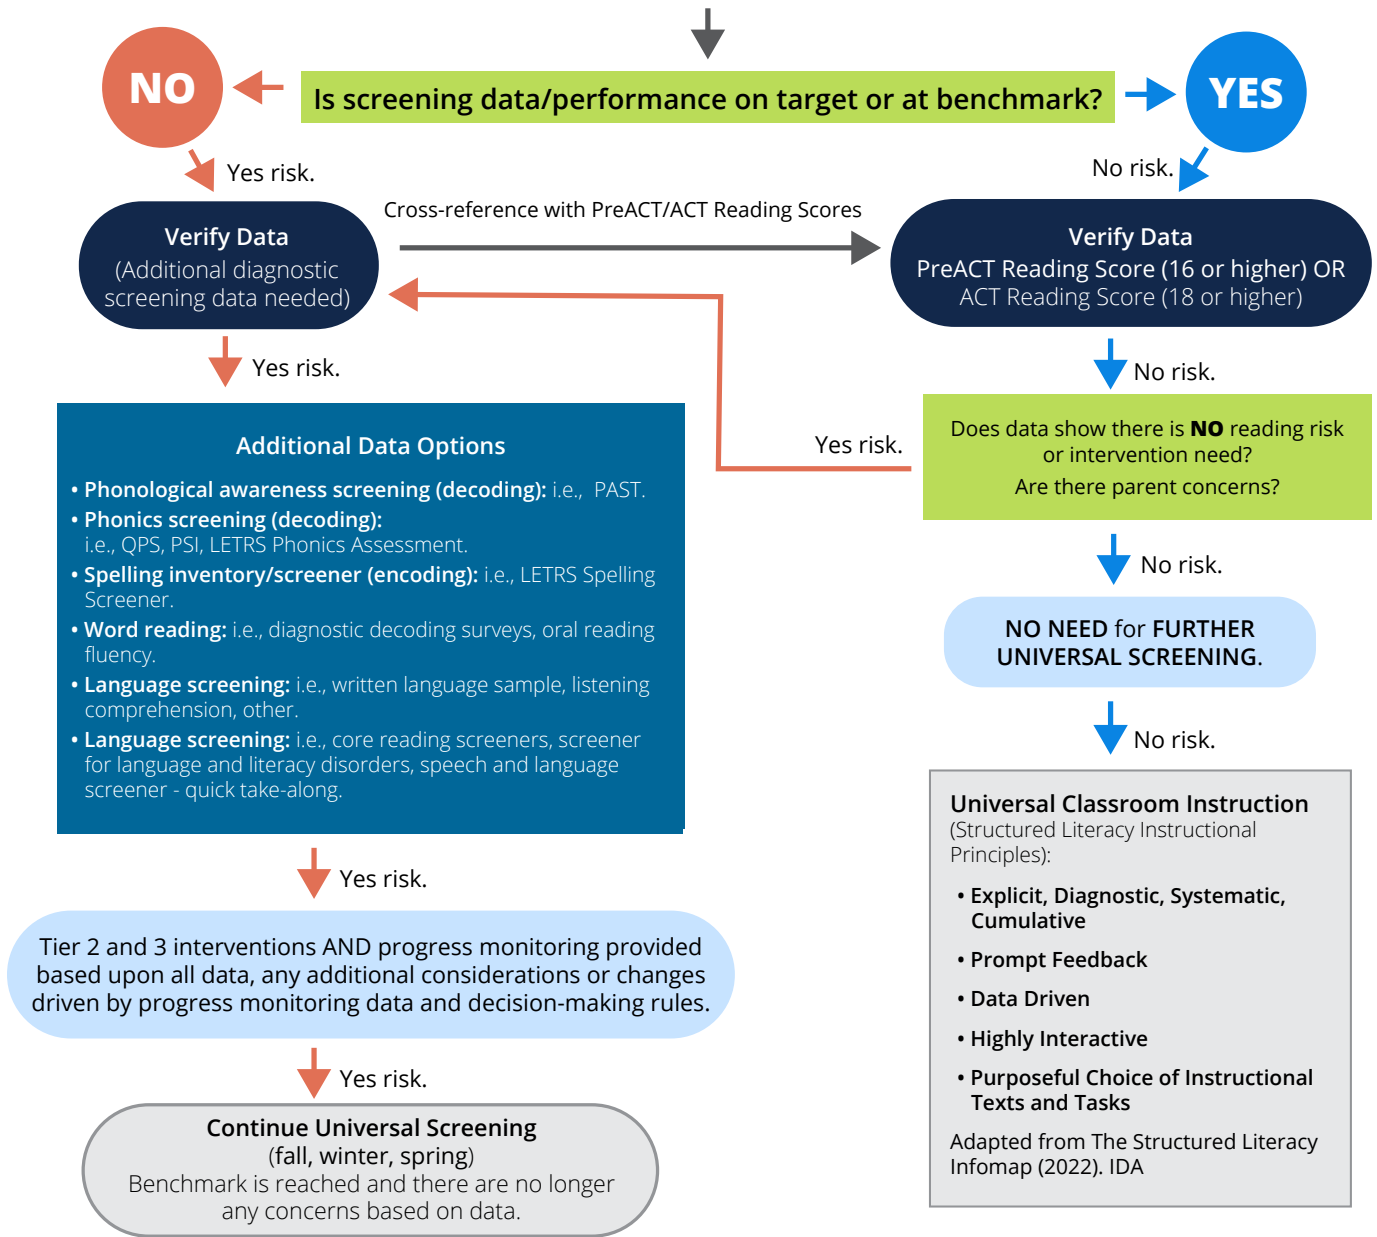 NO
Is screening data/performance on target or at benchmark?
YES
Yes risk.
No risk.
Verify Data
(Additional diagnostic
screening data needed)
Cross-reference with PreACT/ACT Reading Scores
Verify Data
PreACT Reading Score (16 or higher) OR
ACT Reading Score (18 or higher)
Yes risk.
No risk.
Additional Data Options
• Phonological awareness screening (decoding): i.e., PAST.
• Phonics screening (decoding):
i.e., QPS, PSI, LETRS Phonics Assessment.
• Spelling inventory/screener (encoding): i.e., LETRS Spelling
Screener.
• Word reading: i.e., diagnostic decoding surveys, oral reading
fluency.
• Language screening: i.e., written language sample, listening
comprehension, other.
• Language screening: i.e., core reading screeners, screener
for language and literacy disorders, speech and language
screener - quick take-along.
Yes risk.
Does data show there is NO reading risk
or intervention need?
Are there parent concerns?
No risk.
NO NEED for FURTHER
UNIVERSAL SCREENING.
No risk.
Universal Classroom Instruction
(Structured Literacy Instructional
Principles):
• Explicit, Diagnostic, Systematic,
Cumulative
• Prompt Feedback
• Data Driven
• Highly Interactive
• Purposeful Choice of Instructional
Texts and Tasks
Adapted from The Structured Literacy
Infomap (2022). IDA
Yes risk.
Tier 2 and 3 interventions AND progress monitoring provided
based upon all data, any additional considerations or changes
driven by progress monitoring data and decision-making rules.
Yes risk.
Continue Universal Screening
(fall, winter, spring)
Benchmark is reached and there are no longer
any concerns based on data.